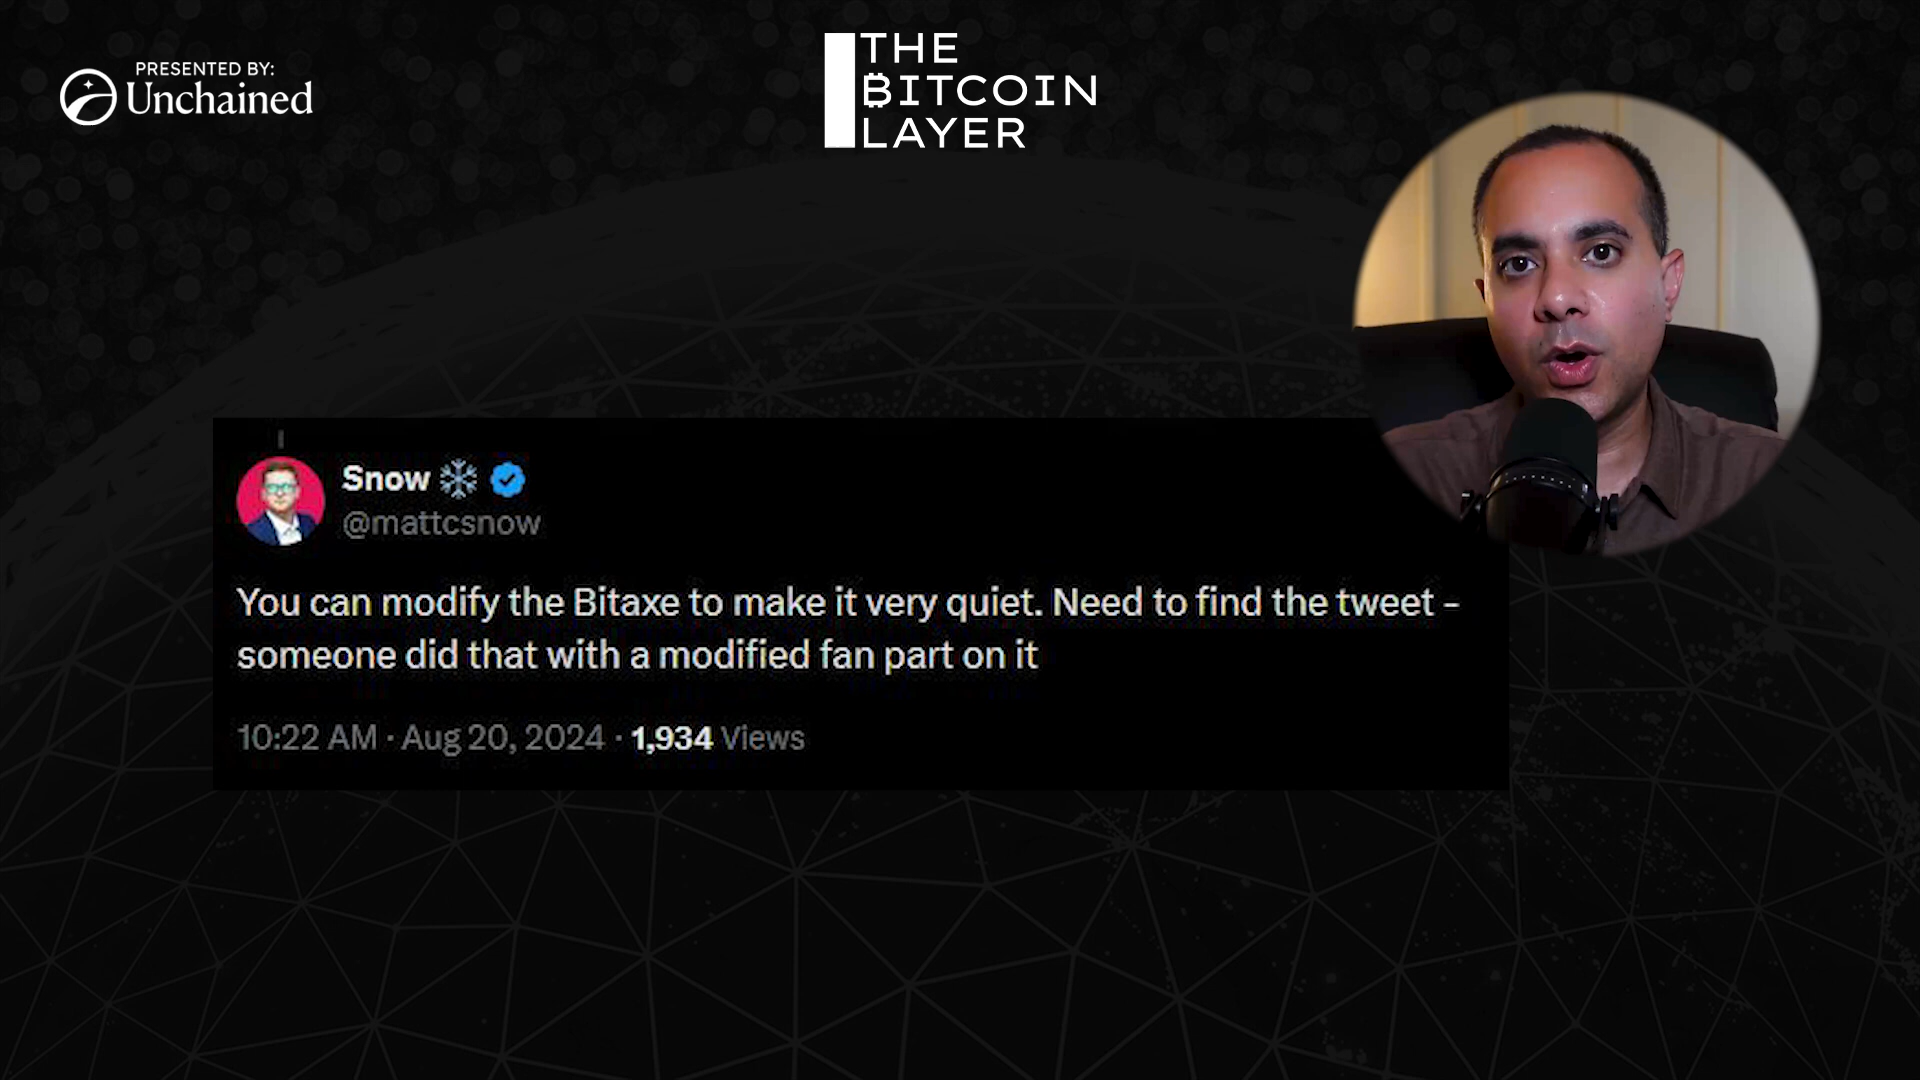 PRESENTED BY:
Unchained
THE
BITCOIN
LAYER
Snow ❄
@mattcsnow
You can modify the Bitaxe to make it very quiet. Need to find the tweet –
someone did that with a modified fan part on it
10:22 AM · Aug 20, 2024 · 1,934 Views